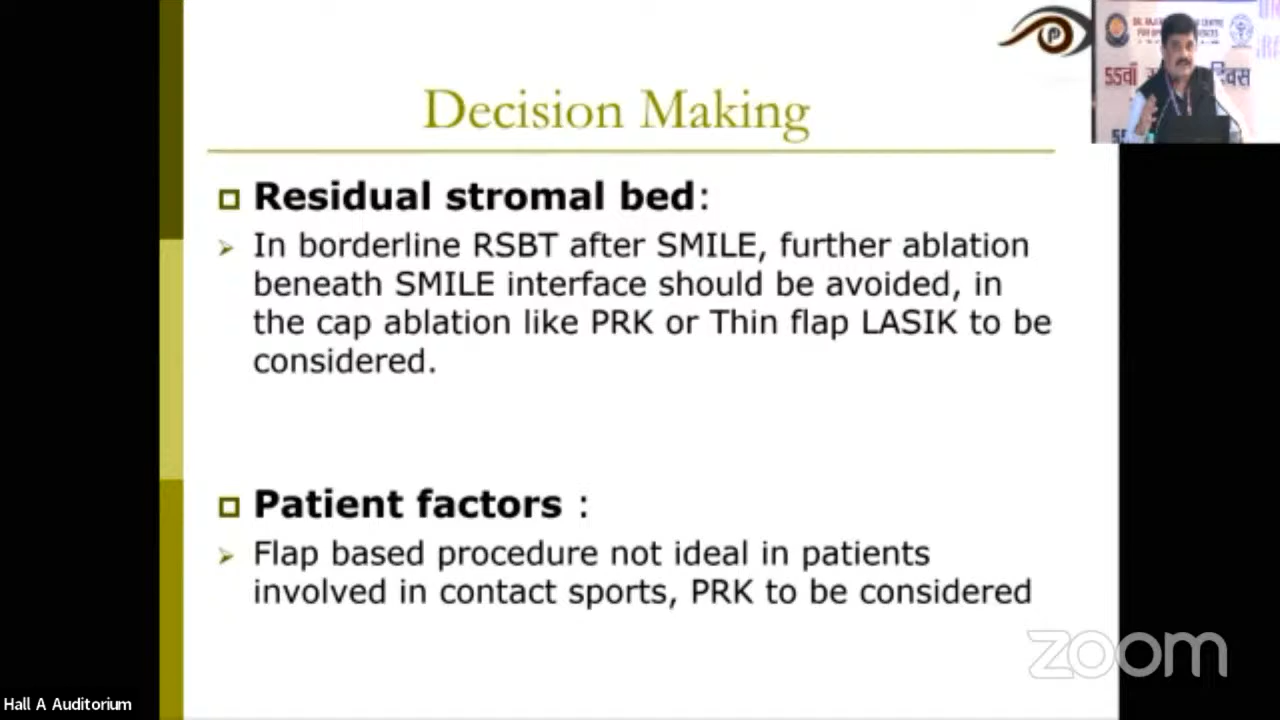 Decision Making
Residual stromal bed:
In borderline RSBT after SMILE, further ablation
beneath SMILE interface should be avoided, in
the cap ablation like PRK or Thin flap LASIK to be
considered.
Patient factors :
Flap based procedure not ideal in patients
involved in contact sports, PRK to be considered
zoom
Hall A Auditorium
55वाँ